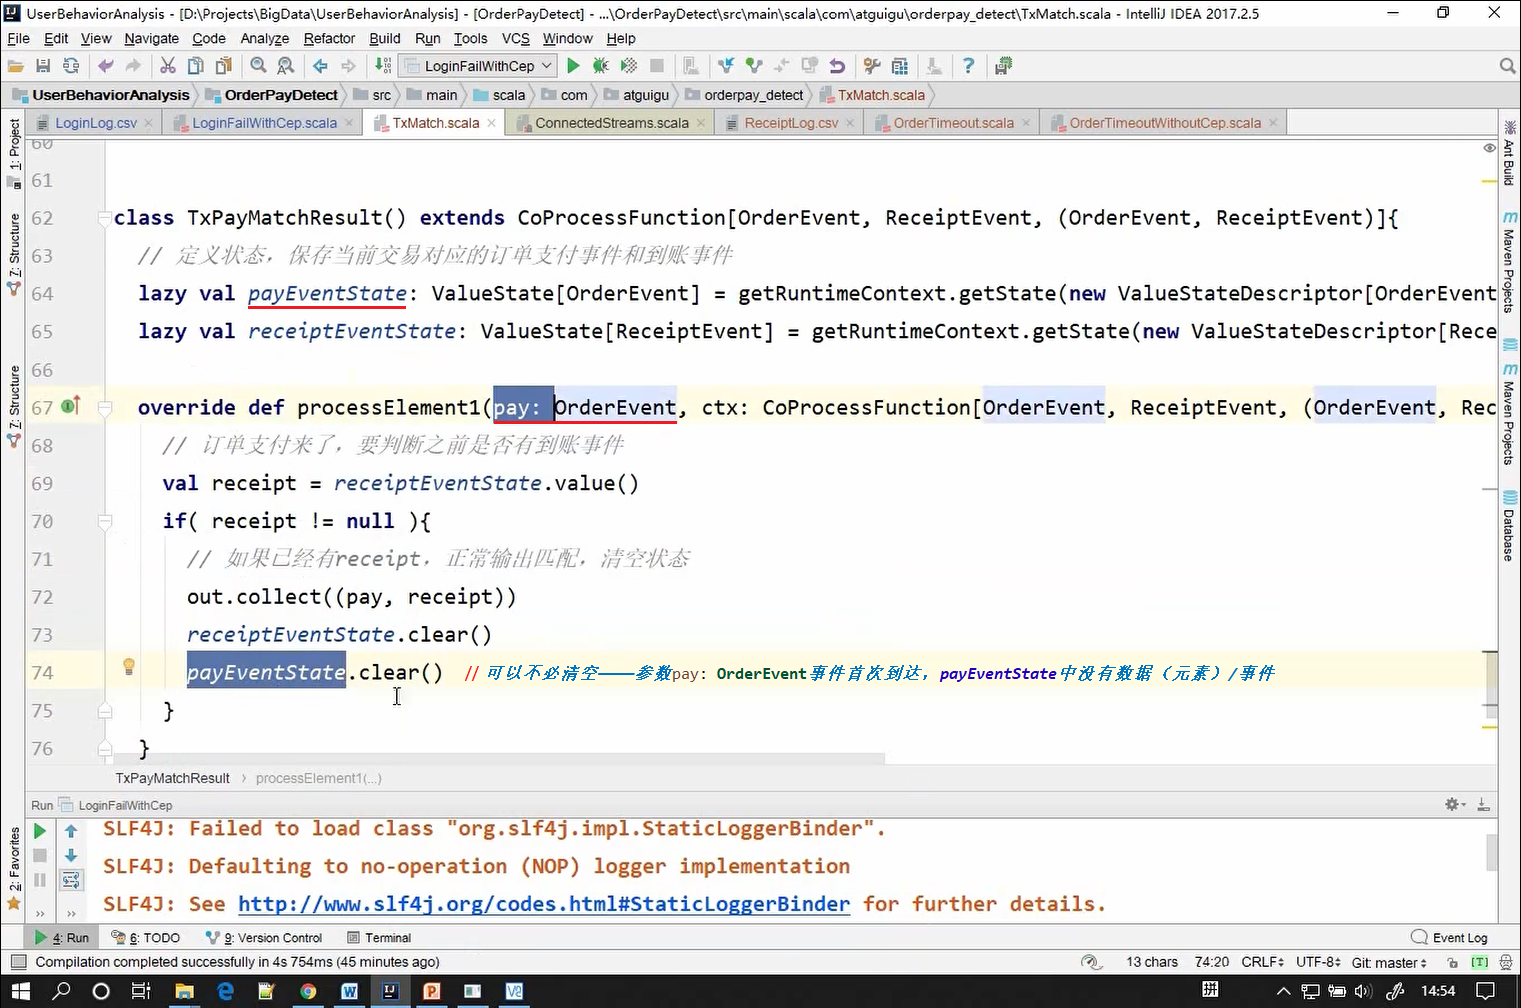 UserBehaviorAnalysis - [D:\Projects\BigData\UserBehaviorAnalysis] - [OrderPayDetect] - ...\OrderPayDetect\src\main\scala\com\atguigu\orderpay_detect\TxMatch.scala - IntelliJ IDEA 2017.2.5
File Edit View Navigate Code Analyze Refactor Build Run Tools VCS Window Help
LoginFailWithCep
UserBehaviorAnalysis OrderPayDetect src main scala com atguigu orderpay_detect TxMatch.scala
LoginLog.csv LoginFailWithCep.scala TxMatch.scala ConnectedStreams.scala ReceiptLog.csv OrderTimeout.scala OrderTimeoutWithoutCep.scala
60
61
62 class TxPayMatchResult() extends CoProcessFunction[OrderEvent, ReceiptEvent, (OrderEvent, ReceiptEvent)]{
63 // 定义状态，保存当前交易对应的订单支付事件和到账事件
64 lazy val payEventState: ValueState[OrderEvent] = getRuntimeContext.getState(new ValueStateDescriptor[OrderEvent
65 lazy val receiptEventState: ValueState[ReceiptEvent] = getRuntimeContext.getState(new ValueStateDescriptor[Rece
66
67 override def processElement1(pay: OrderEvent, ctx: CoProcessFunction[OrderEvent, ReceiptEvent, (OrderEvent, Rec
68 // 订单支付来了，要判断之前是否有到账事件
69 val receipt = receiptEventState.value()
70 if( receipt != null ){
71 // 如果已经有receipt，正常输出匹配，清空状态
72 out.collect((pay, receipt))
73 receiptEventState.clear()
74 payEventState.clear() // 可以不必清空——参数pay: OrderEvent事件首次到达，payEventState中没有数据（元素）/事件
75 }
76 }
TxPayMatchResult › processElement1(...)
Run LoginFailWithCep
SLF4J: Failed to load class "org.slf4j.impl.StaticLoggerBinder".
SLF4J: Defaulting to no-operation (NOP) logger implementation
SLF4J: See http://www.slf4j.org/codes.html#StaticLoggerBinder for further details.
4: Run 6: TODO 9: Version Control Terminal Event Log
Compilation completed successfully in 4s 754ms (45 minutes ago) 13 chars 74:20 CRLF UTF-8 Git: master [T]
拼 14:54
1: Project
7: Structure
7: Structure
2: Favorites
Ant Build
Maven Projects
Maven Projects
Database